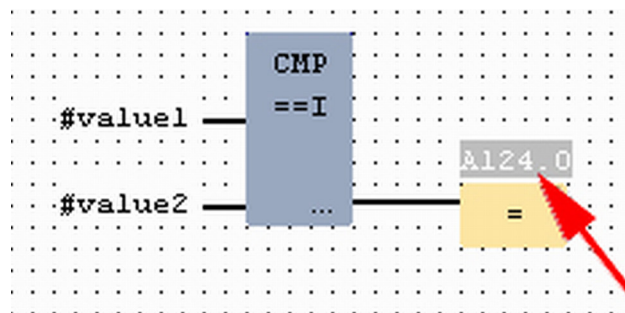 CMP
==I
#value1
A124.0
#value2
...
=